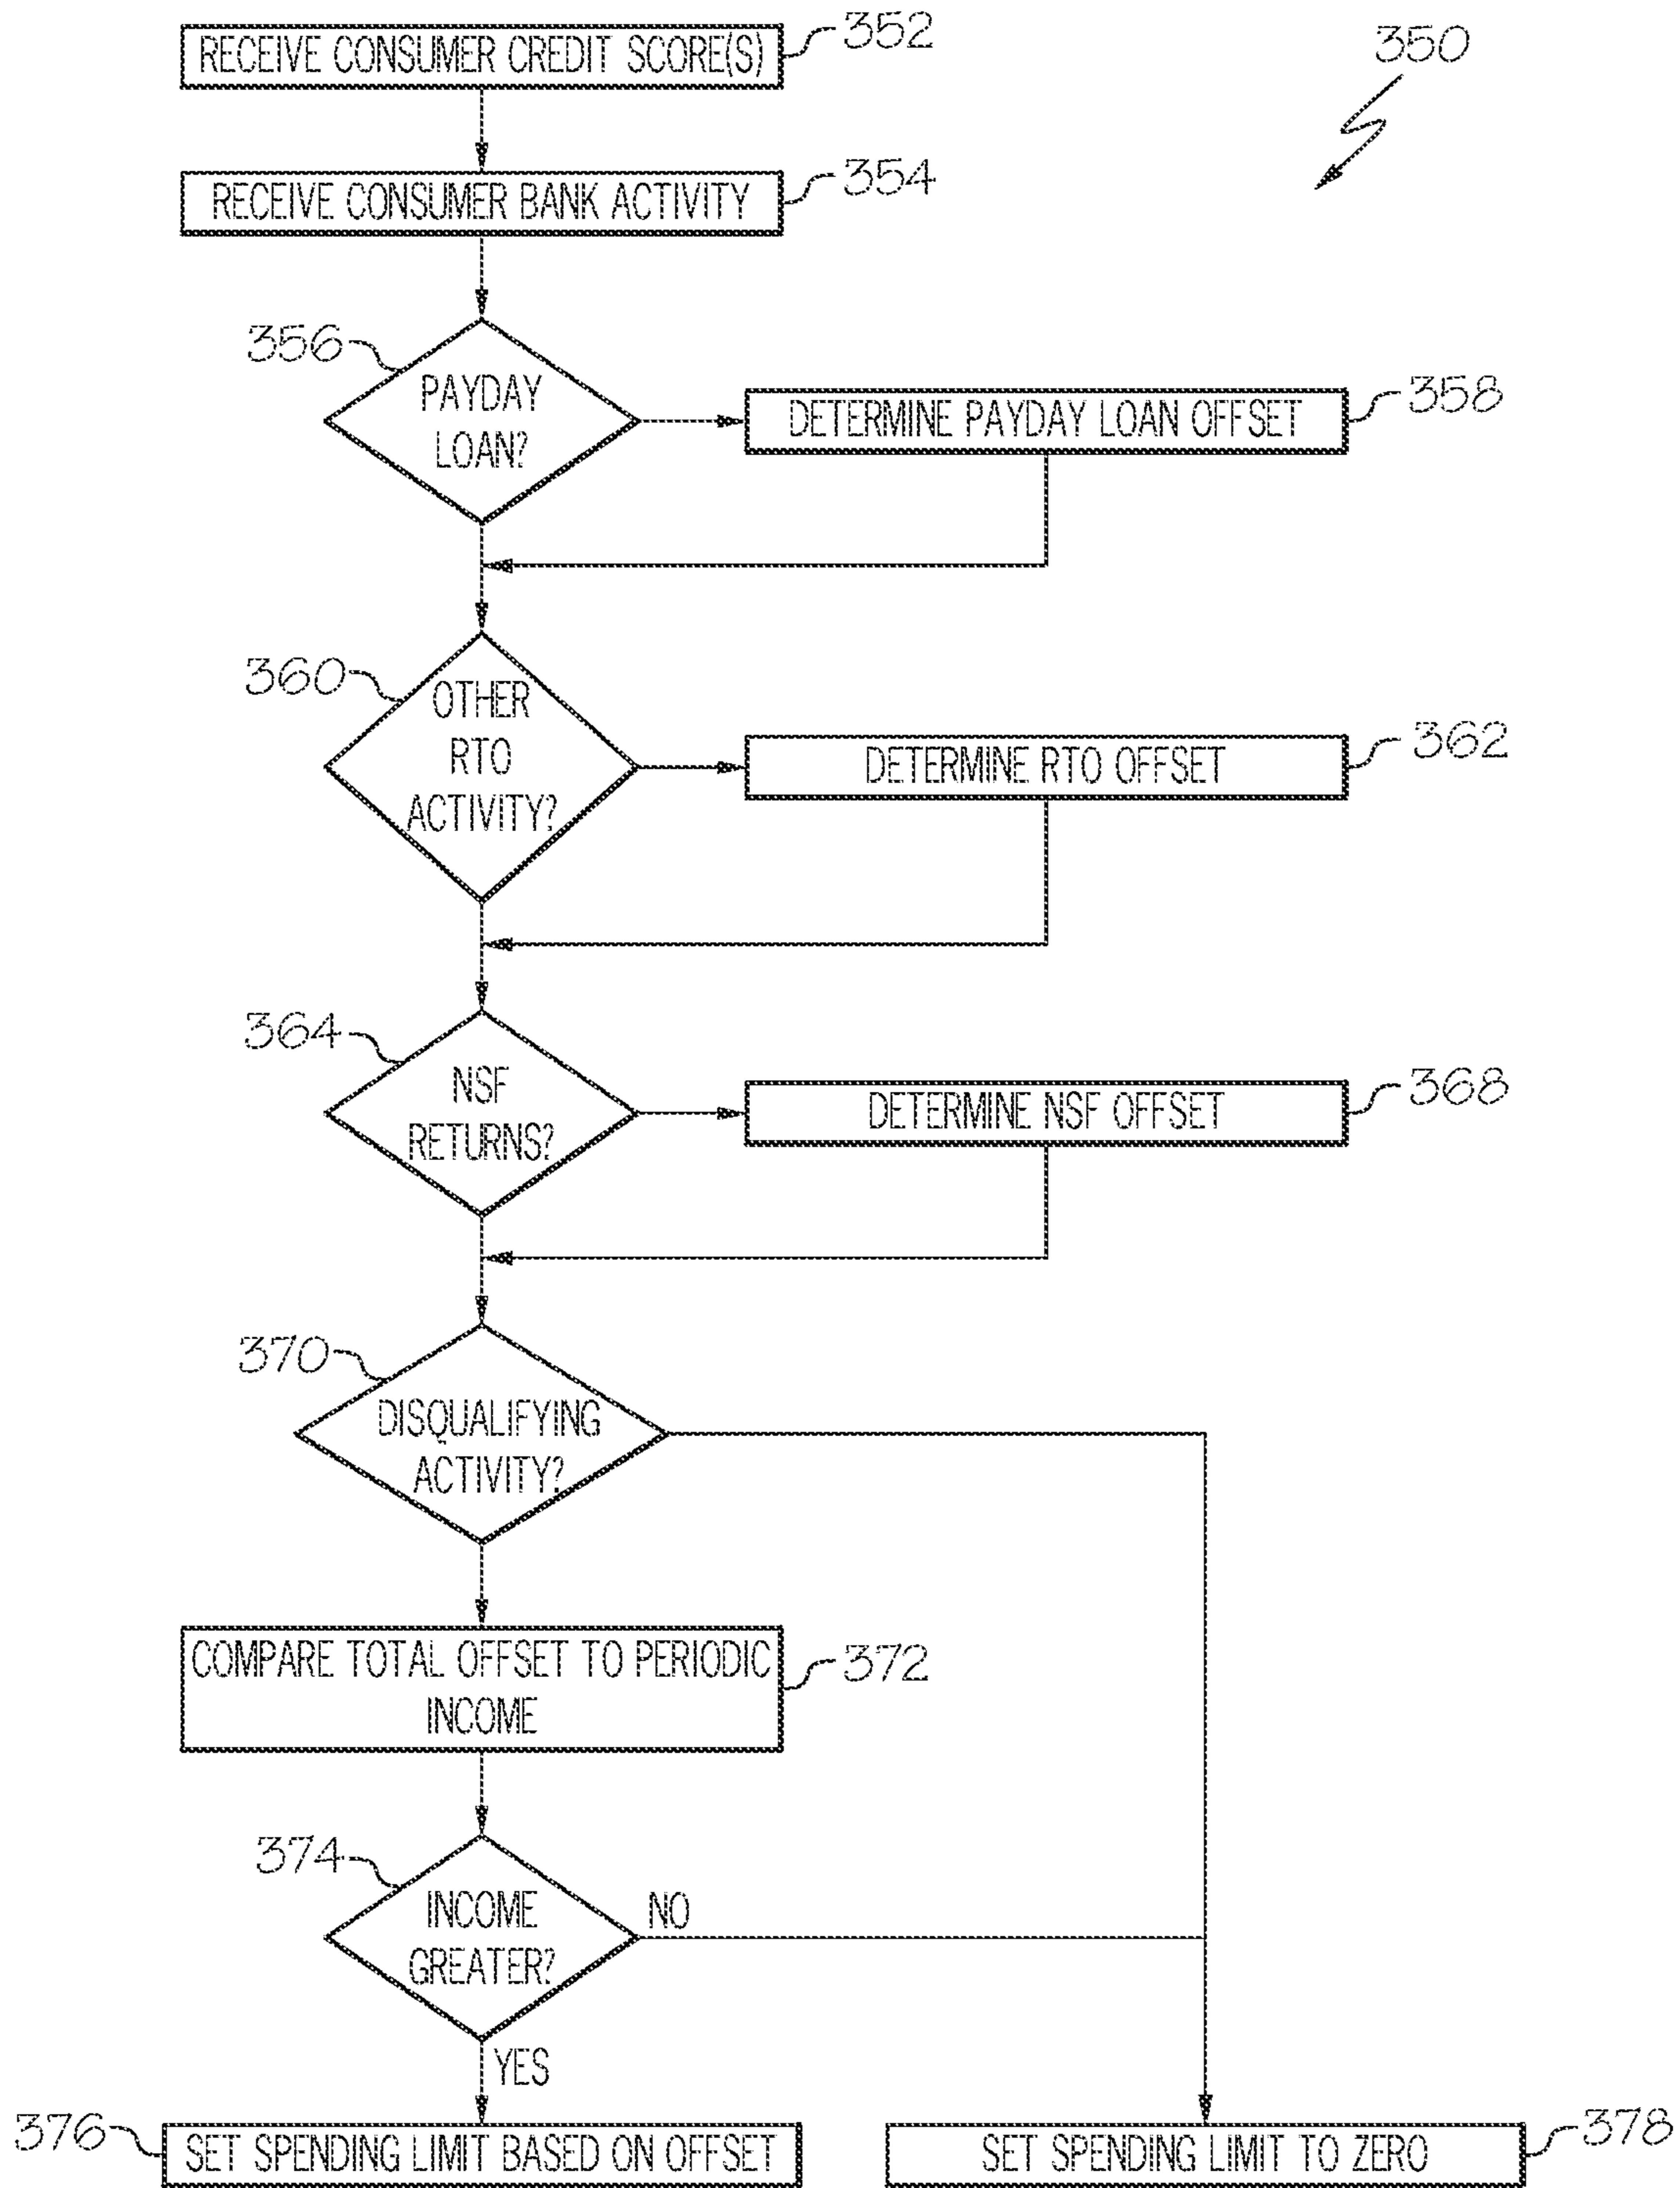 RECEIVE CONSUMER CREDIT SCORE(S)
352
350
RECEIVE CONSUMER BANK ACTIVITY
354
356
PAYDAY
LOAN?
DETERMINE PAYDAY LOAN OFFSET
358
360
OTHER
RTO
ACTIVITY?
DETERMINE RTO OFFSET
362
364
NSF
RETURNS?
DETERMINE NSF OFFSET
368
370
DISQUALIFYING
ACTIVITY?
COMPARE TOTAL OFFSET TO PERIODIC
INCOME
372
374
INCOME
GREATER?
NO
YES
376
SET SPENDING LIMIT BASED ON OFFSET
SET SPENDING LIMIT TO ZERO
378